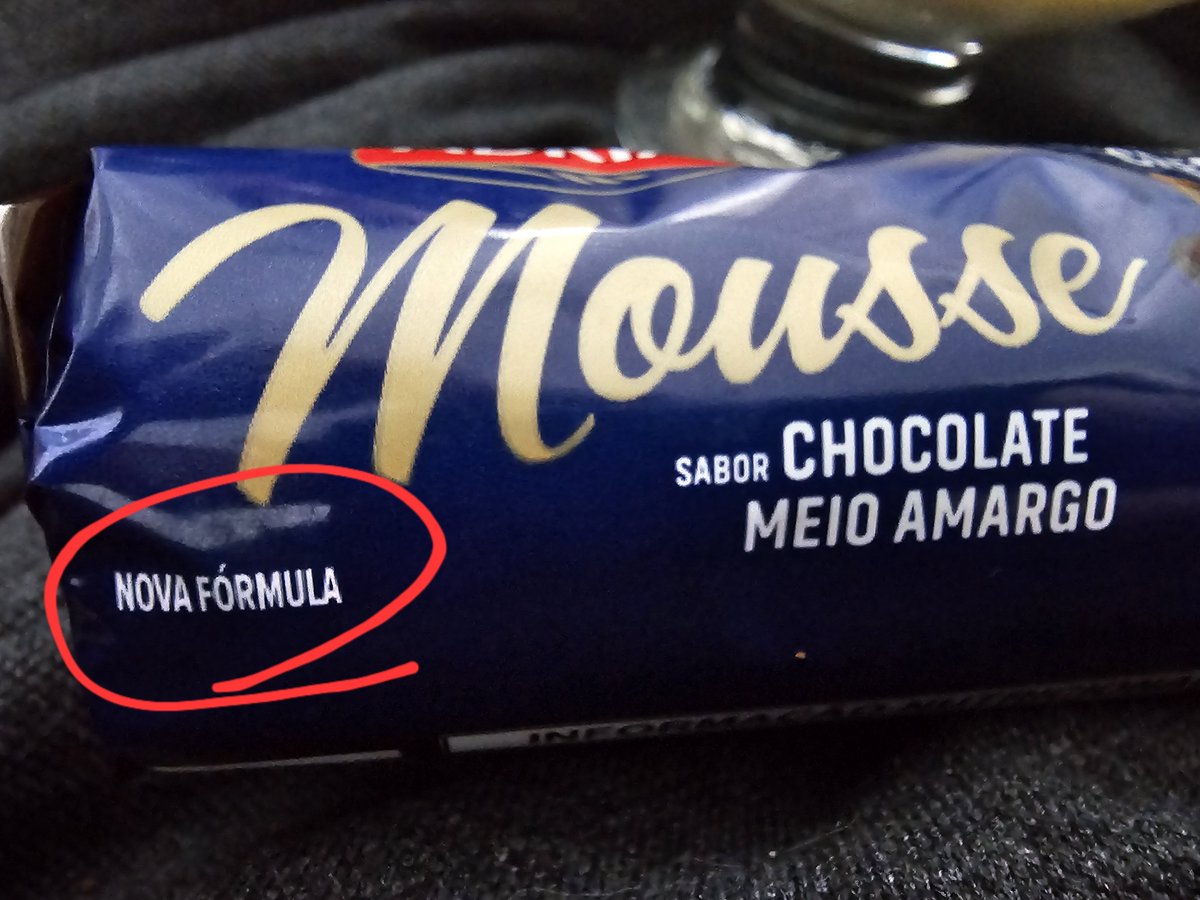 Mousse
SABOR CHOCOLATE
MEIO AMARGO
NOVA FÓRMULA